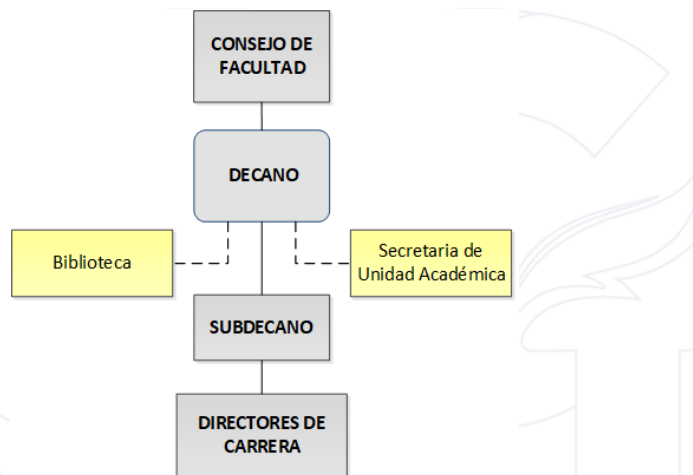 CONSEJO DE
FACULTAD
DECANO
Biblioteca
Secretaria de
Unidad Académica
SUBDECANO
DIRECTORES DE
CARRERA